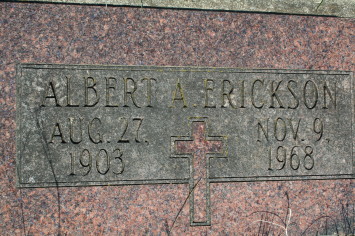 ALBERT A. ERICKSON
AUG. 27, NOV. 9,
1903 1968